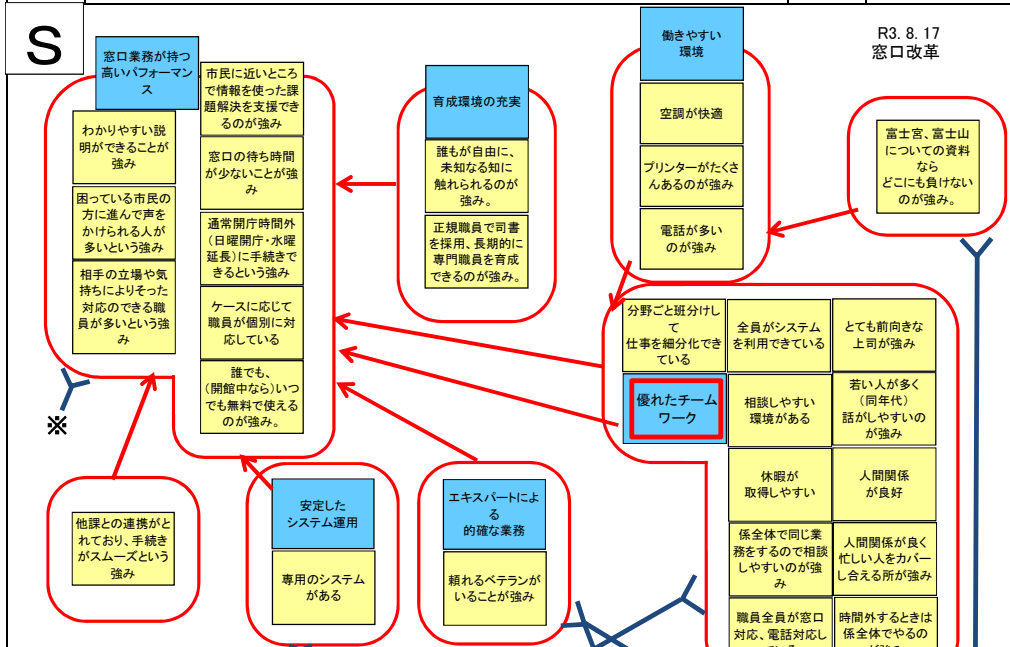 S
R3.8.17
窓口改革
窓口業務が持つ
高いパフォーマン
ス
わかりやすい説
明ができることが
強み
困っている市民の
方に進んで声を
かけられる人が
多いという強み
相手の立場や気
持ちによりそった
対応のできる職
員が多いという強
み
市民に近いところ
で情報を使った課
題解決を支援でき
るのが強み
窓口の待ち時間
が少ないことが強
み
通常開庁時間外
(日曜開庁・水曜
延長)に手続きで
きるという強み
ケースに応じて
職員が個別に対
応している
誰でも、
(開館中なら)いつ
でも無料で使える
のが強み。
育成環境の充実
誰もが自由に、
未知なる知に
触れられるのが
強み。
正規職員で司書
を採用、長期的に
専門職員を育成
できるのが強み。
働きやすい
環境
空調が快適
プリンターがたくさ
んあるのが強み
電話が多い
のが強み
富士宮、富士山
についての資料
なら
どこにも負けない
のが強み。
分野ごと班分けし
て
仕事を細分化でき
ている
優れたチーム
ワーク
全員がシステム
を利用できている
相談しやすい
環境がある
休暇が
取得しやすい
係全体で同じ業
務をするので相談
しやすいのが強
み
職員全員が窓口
対応、電話対応し
とても前向きな
上司が強み
若い人が多く
(同年代)
話がしやすいの
が強み
人間関係
が良好
人間関係が良く
忙しい人をカバー
し合える所が強み
時間外するときは
係全体でやるの
※
他課との連携がと
れており、手続き
がスムーズという
強み
安定した
システム運用
専用のシステム
がある
エキスパートによ
る
的確な業務
頼れるベテランが
いることが強み